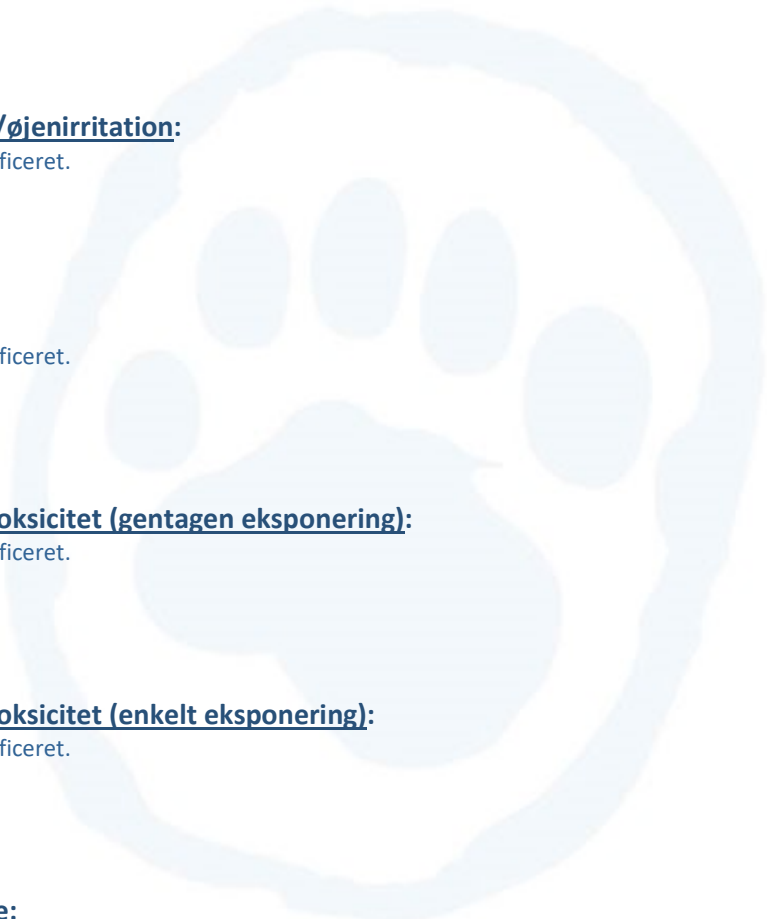 /øjenirritation:
ficeret.
ficeret.
oksicitet (gentagen eksponering):
ficeret.
oksicitet (enkelt eksponering):
ficeret.
e: